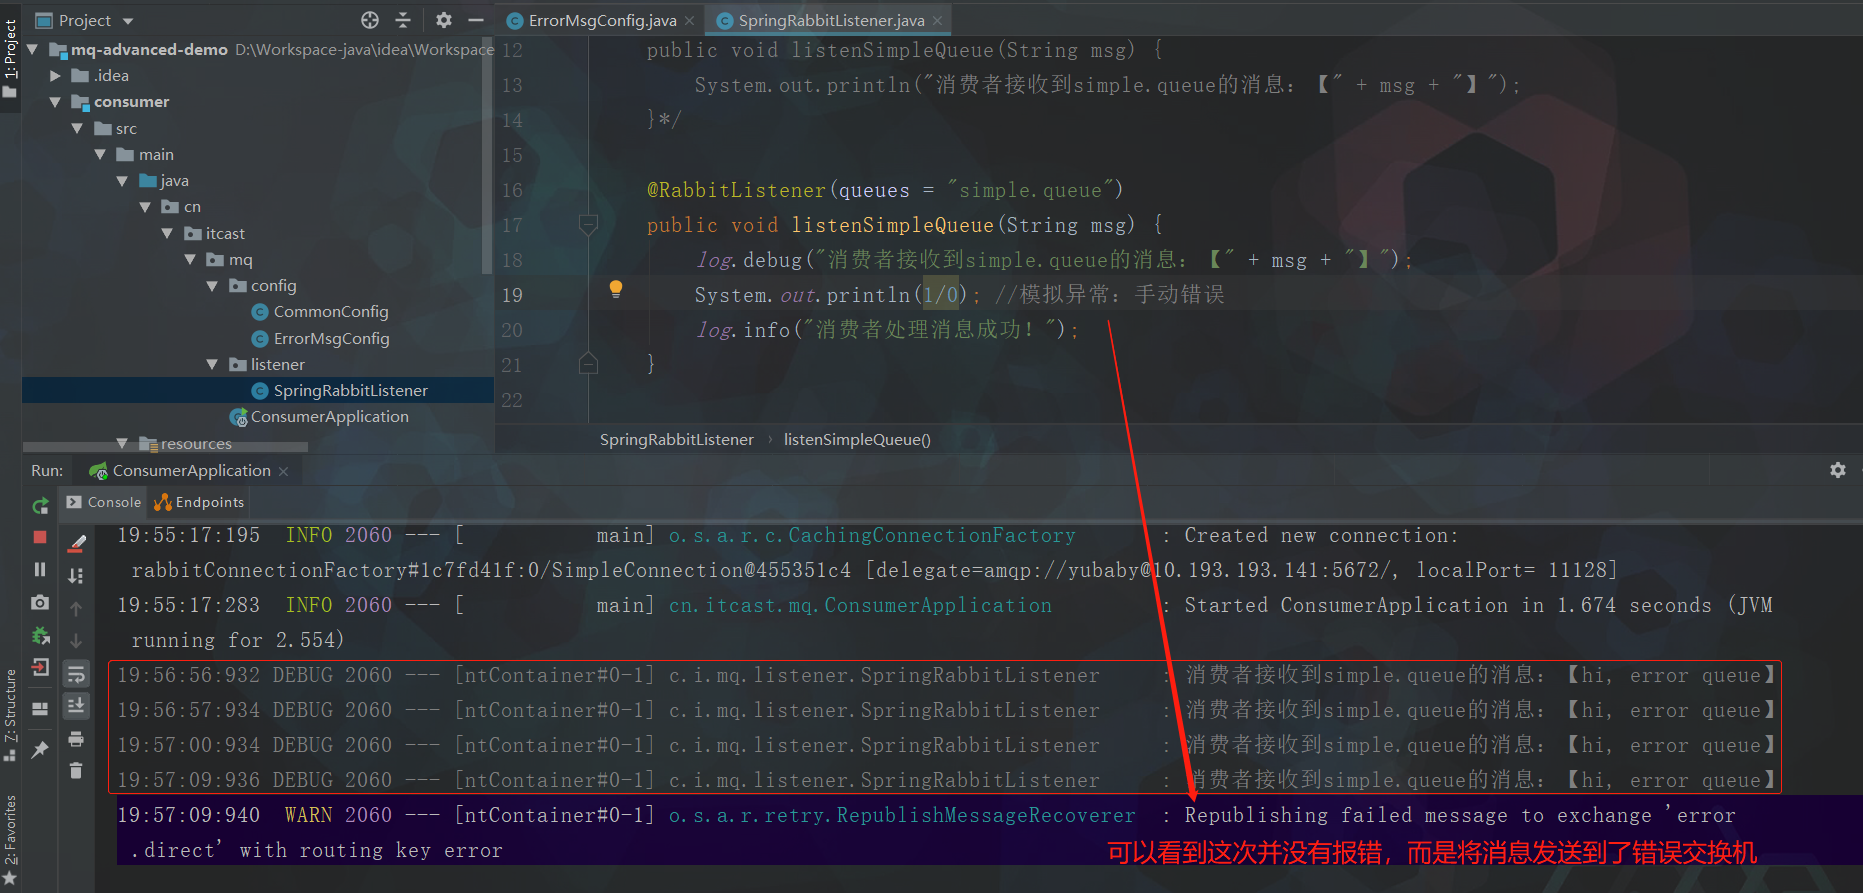 Project
ErrorMsgConfig.java
SpringRabbitListener.java
1: Project
mq-advanced-demo D:\Workspace-java\idea\Workspace
.idea
consumer
src
main
java
cn
itcast
mq
config
CommonConfig
ErrorMsgConfig
listener
SpringRabbitListener
ConsumerApplication
resources
12 public void listenSimpleQueue(String msg) {
13 System.out.println("消费者接收到simple.queue的消息：【" + msg + "】");
14 }*/
15
16 @RabbitListener(queues = "simple.queue")
17 public void listenSimpleQueue(String msg) {
18 log.debug("消费者接收到simple.queue的消息：【" + msg + "】");
19 System.out.println(1/0); //模拟异常：手动错误
20 log.info("消费者处理消息成功！");
21 }
22
SpringRabbitListener › listenSimpleQueue()
Run: ConsumerApplication
Console Endpoints
19:55:17:195 INFO 2060 --- [ main] o.s.a.r.c.CachingConnectionFactory : Created new connection:
rabbitConnectionFactory#1c7fd41f:0/SimpleConnection@455351c4 [delegate=amqp://yubaby@10.193.193.141:5672/, localPort= 11128]
19:55:17:283 INFO 2060 --- [ main] cn.itcast.mq.ConsumerApplication : Started ConsumerApplication in 1.674 seconds (JVM
running for 2.554)
19:56:56:932 DEBUG 2060 --- [ntContainer#0-1] c.i.mq.listener.SpringRabbitListener : 消费者接收到simple.queue的消息：【hi, error queue】
19:56:57:934 DEBUG 2060 --- [ntContainer#0-1] c.i.mq.listener.SpringRabbitListener : 消费者接收到simple.queue的消息：【hi, error queue】
19:57:00:934 DEBUG 2060 --- [ntContainer#0-1] c.i.mq.listener.SpringRabbitListener : 消费者接收到simple.queue的消息：【hi, error queue】
19:57:09:936 DEBUG 2060 --- [ntContainer#0-1] c.i.mq.listener.SpringRabbitListener : 消费者接收到simple.queue的消息：【hi, error queue】
19:57:09:940 WARN 2060 --- [ntContainer#0-1] o.s.a.r.retry.RepublishMessageRecoverer : Republishing failed message to exchange 'error
.direct' with routing key error
可以看到这次并没有报错，而是将消息发送到了错误交换机
7: Structure
2: Favorites